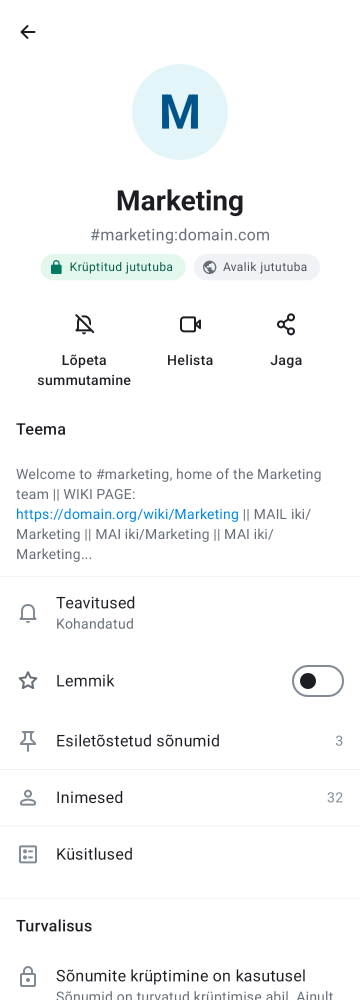 M
Marketing
#marketing:domain.com
Krüptitud jututuba
Avalik jututuba
Lõpeta
summutamine
Helista
Jaga
Teema
Welcome to #marketing, home of the Marketing
team || WIKI PAGE:
https://domain.org/wiki/Marketing || MAIL iki/
Marketing || MAI iki/Marketing || MAI iki/
Marketing...
Teavitused
Kohandatud
Lemmik
Esiletõstetud sõnumid 3
Inimesed 32
Küsitlused
Turvalisus
Sõnumite krüptimine on kasutusel
Sõnumid on turvatud krüptimise abil. Ainult